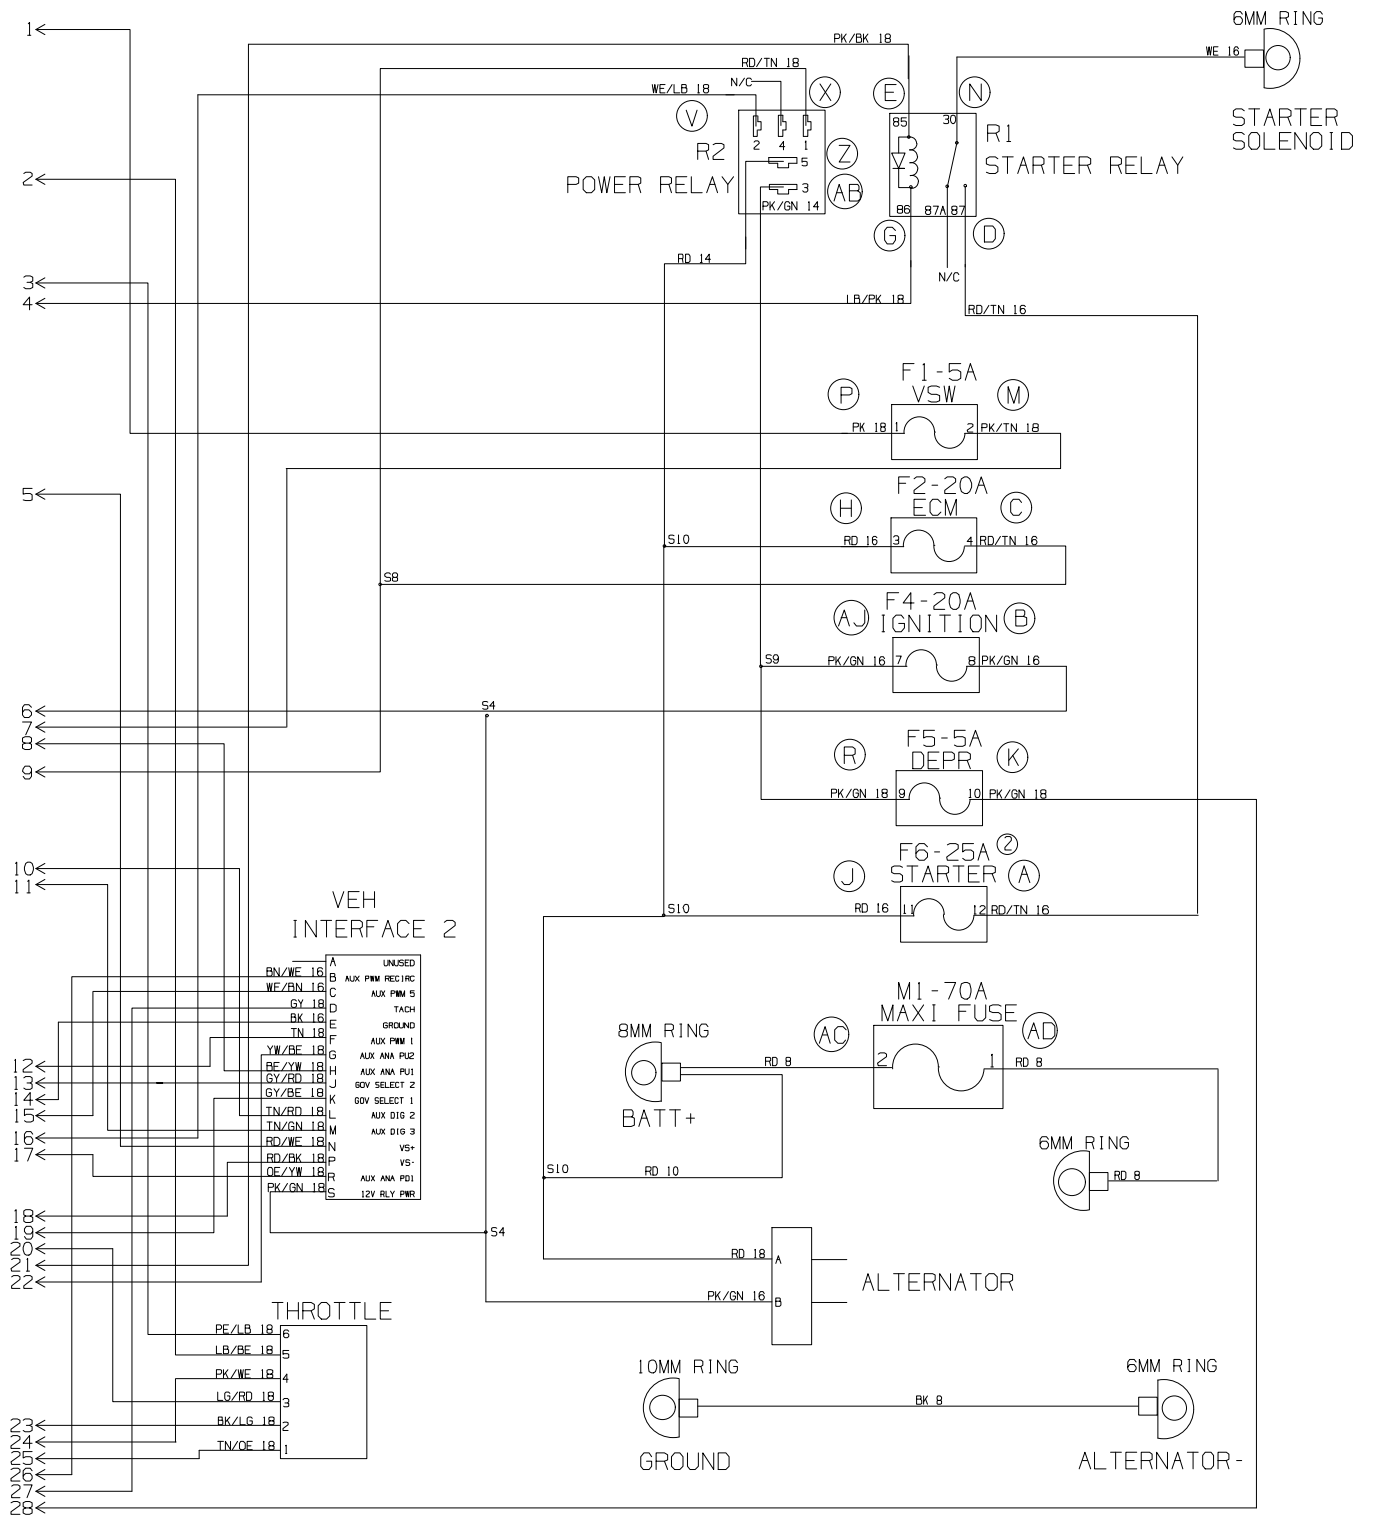 6MM RING
1
PK/BK 18
WE 16
RD/TN 18
N/C
WE/LB 18
X
E
N
V
STARTER
SOLENOID
85
30
R1
2
4
1
R2
5
Z
STARTER RELAY
2
POWER RELAY
3
AB
PK/GN 14
86
87A
87
G
D
RD 14
N/C
3
4
LB/PK 18
RD/TN 16
F1-5A
VSW
P
M
PK 18
1
2
PK/TN 18
F2-20A
ECM
5
H
C
S10
RD 16
3
4
RD/TN 16
S8
F4-20A
IGNITION
AJ
B
S9
PK/GN 16
7
8
PK/GN 16
6
S4
7
8
F5-5A
DEPR
R
K
9
PK/GN 18
9
10
PK/GN 18
2
F6-25A
STARTER
10
J
A
11
VEH
INTERFACE 2
S10
RD 16
11
12
RD/TN 16
A
UNUSED
BN/WE 16
B
AUX PWM RECIRC
WE/BN 16
C
AUX PWM 5
GY 18
D
TACH
BK 16
E
GROUND
TN 18
F
AUX PWM 1
YW/BE 18
G
AUX ANA PU2
BE/YW 18
H
AUX ANA PU1
GY/RD 18
J
GOV SELECT 2
GY/BE 18
K
GOV SELECT 1
TN/RD 18
L
AUX DIG 2
TN/GN 18
M
AUX DIG 3
RD/WE 18
N
VS+
RD/BK 18
P
VS-
OE/YW 18
R
AUX ANA PD1
PK/GN 18
S
12V RLY PWR
M1-70A
MAXI FUSE
8MM RING
AC
AD
RD 8
2
1
RD 8
BATT+
12
13
14
15
16
17
6MM RING
RD 8
S10
RD 10
18
19
20
21
22
S4
RD 18
A
ALTERNATOR
PK/GN 16
B
THROTTLE
PE/LB 18
6
LB/BE 18
5
PK/WE 18
4
LG/RD 18
3
BK/LG 18
2
TN/OE 18
1
10MM RING
6MM RING
BK 8
GROUND
ALTERNATOR-
23
24
25
26
27
28